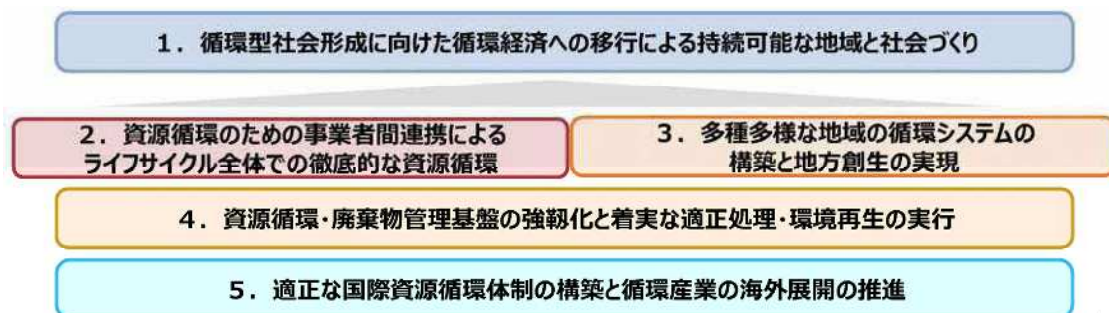 1．循環型社会形成に向けた循環経済への移行による持続可能な地域と社会づくり
2．資源循環のための事業者間連携による
ライフサイクル全体での徹底的な資源循環
3．多種多様な地域の循環システムの
構築と地方創生の実現
4．資源循環・廃棄物管理基盤の強靱化と着実な適正処理・環境再生の実行
5．適正な国際資源循環体制の構築と循環産業の海外展開の推進